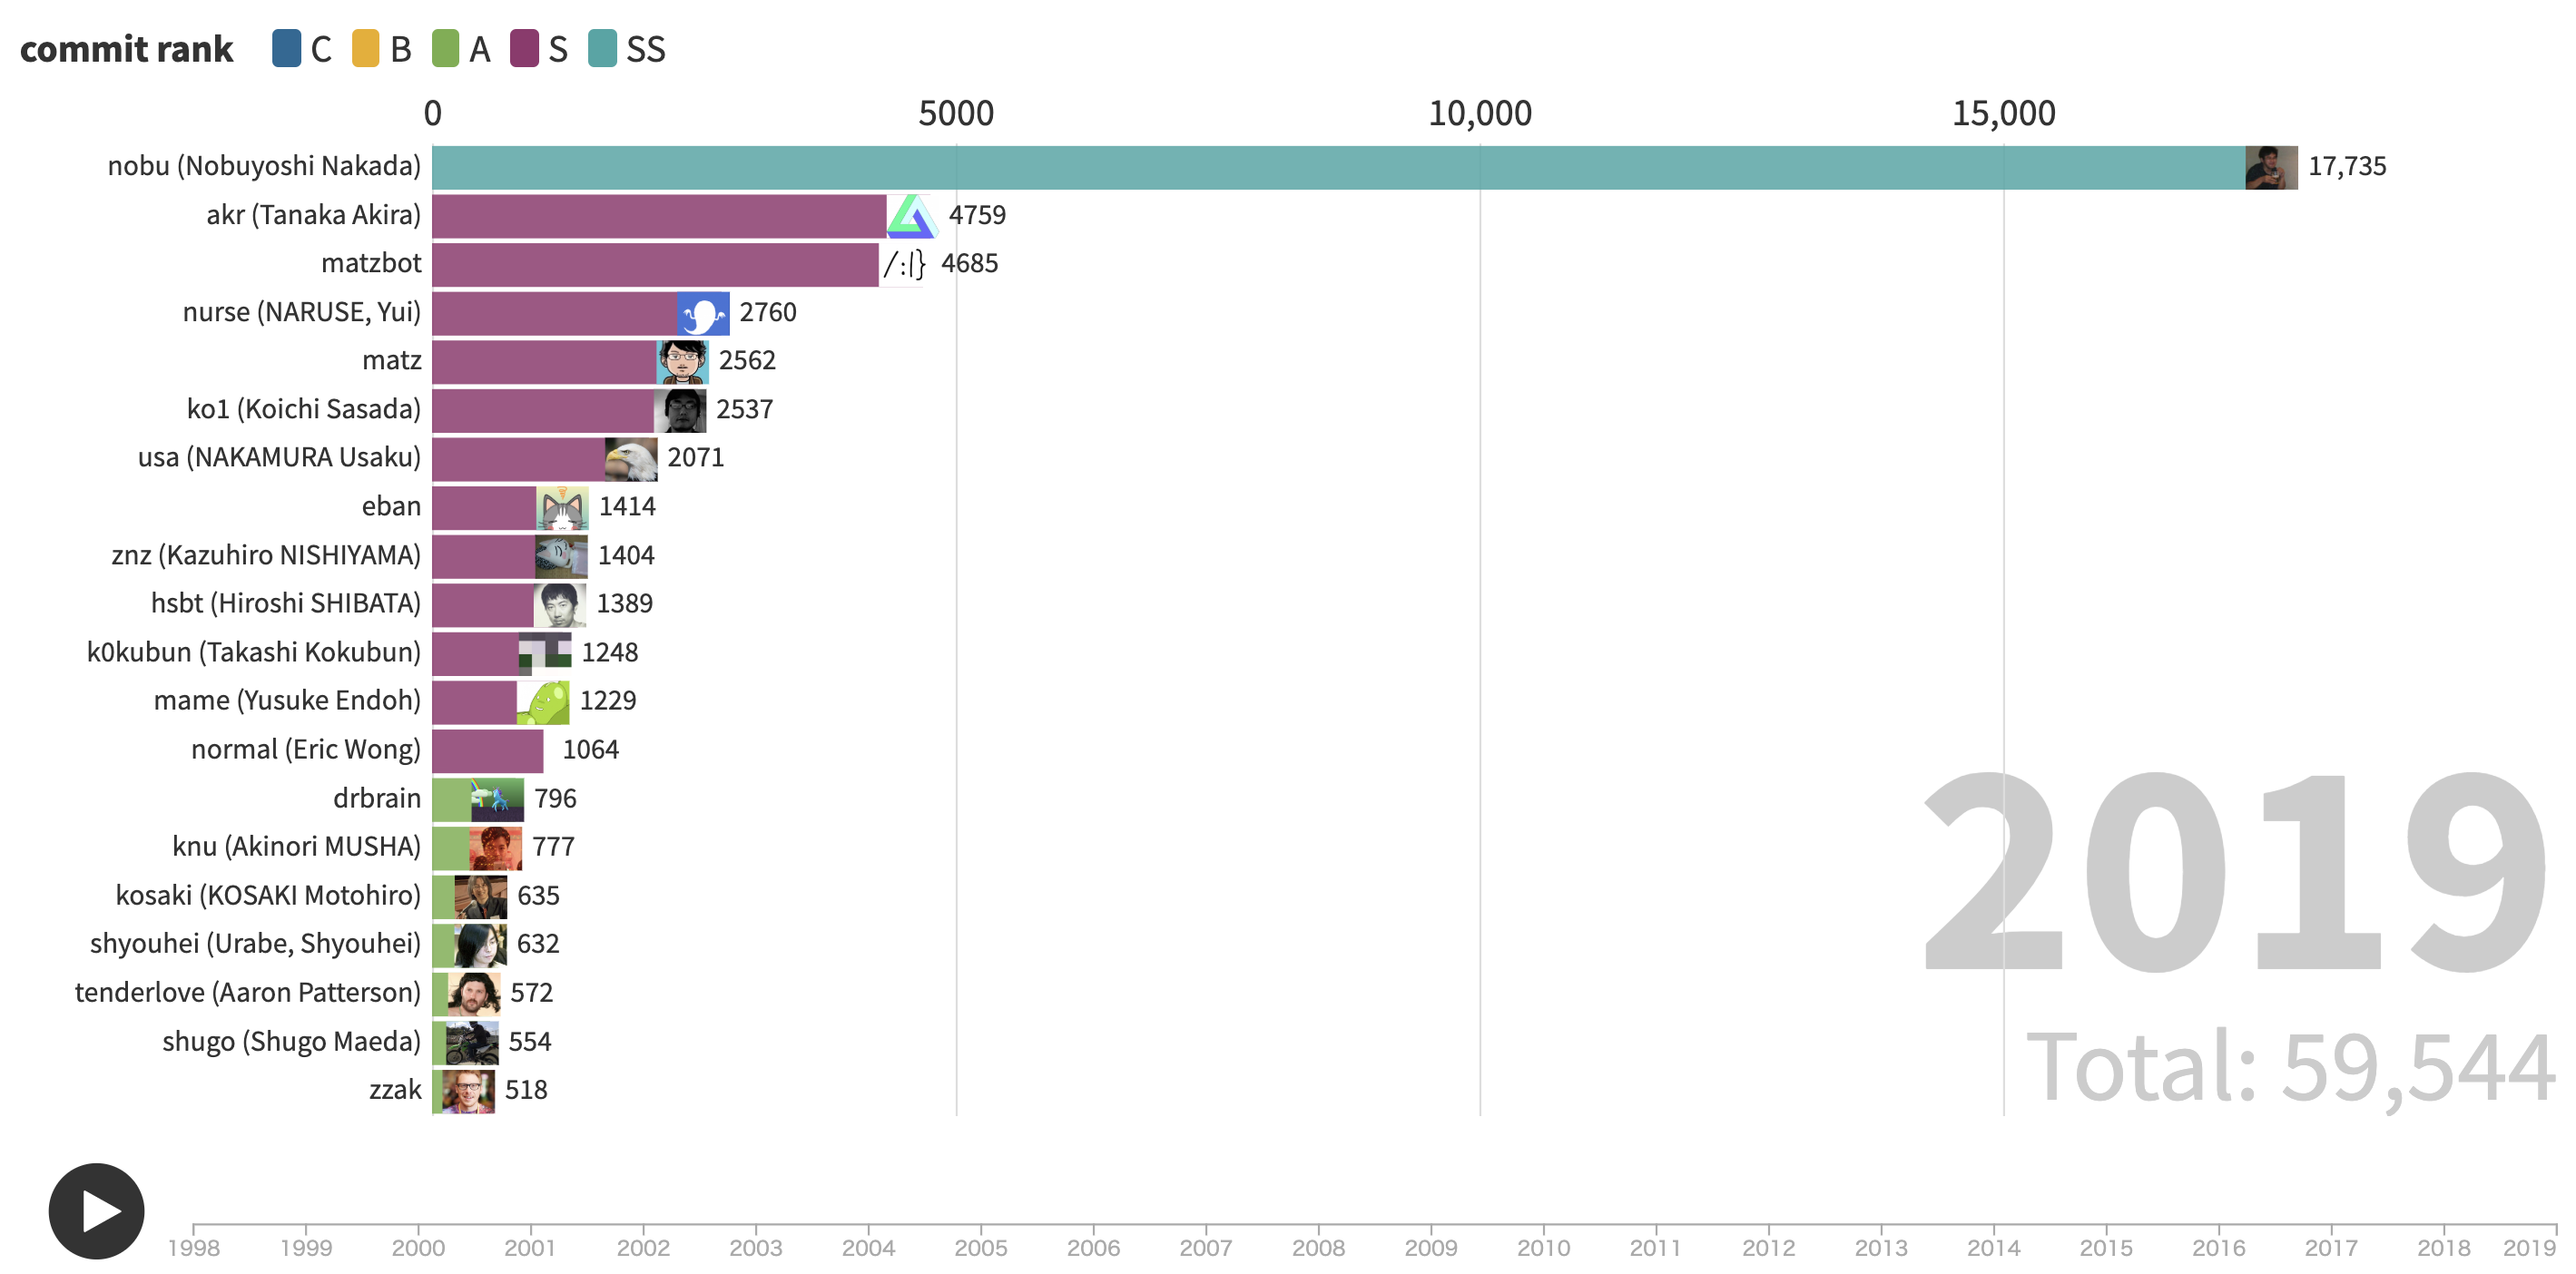 commit rank C B A S SS
0 5000 10,000 15,000
nobu (Nobuyoshi Nakada) 17,735
akr (Tanaka Akira) 4759
matzbot /:|} 4685
nurse (NARUSE, Yui) 2760
matz 2562
ko1 (Koichi Sasada) 2537
usa (NAKAMURA Usaku) 2071
eban 1414
znz (Kazuhiro NISHIYAMA) 1404
hsbt (Hiroshi SHIBATA) 1389
k0kubun (Takashi Kokubun) 1248
mame (Yusuke Endoh) 1229
normal (Eric Wong) 1064
drbrain 796
knu (Akinori MUSHA) 777
kosaki (KOSAKI Motohiro) 635
shyouhei (Urabe, Shyouhei) 632
tenderlove (Aaron Patterson) 572
shugo (Shugo Maeda) 554
zzak 518
2019
Total: 59,544
1998 1999 2000 2001 2002 2003 2004 2005 2006 2007 2008 2009 2010 2011 2012 2013 2014 2015 2016 2017 2018 2019